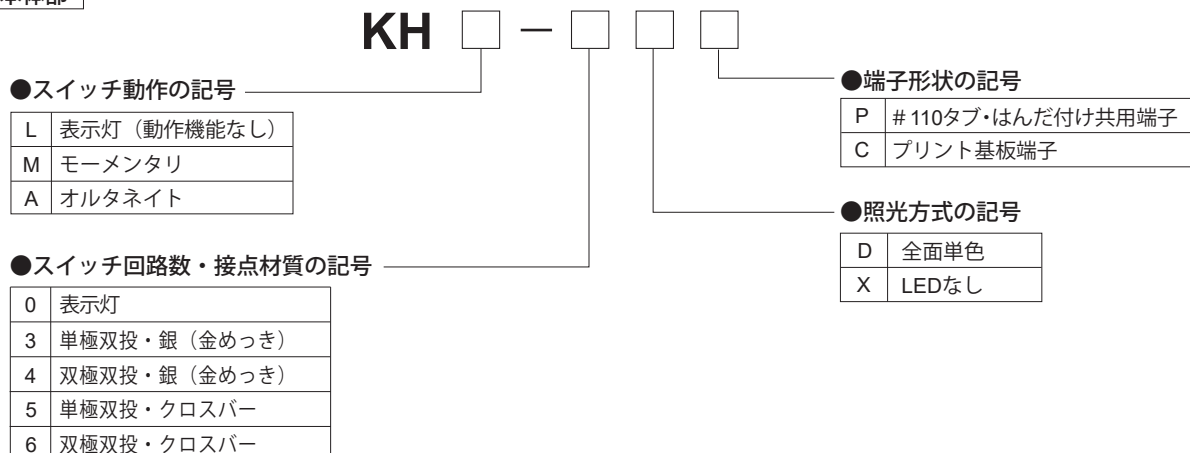 KH □ － □ □ □
●スイッチ動作の記号
L 表示灯（動作機能なし）
M モーメンタリ
A オルタネイト
●スイッチ回路数・接点材質の記号
0 表示灯
3 単極双投・銀（金めっき）
4 双極双投・銀（金めっき）
5 単極双投・クロスバー
6 双極双投・クロスバー
●端子形状の記号
P ＃110タブ・はんだ付け共用端子
C プリント基板端子
●照光方式の記号
D 全面単色
X LEDなし